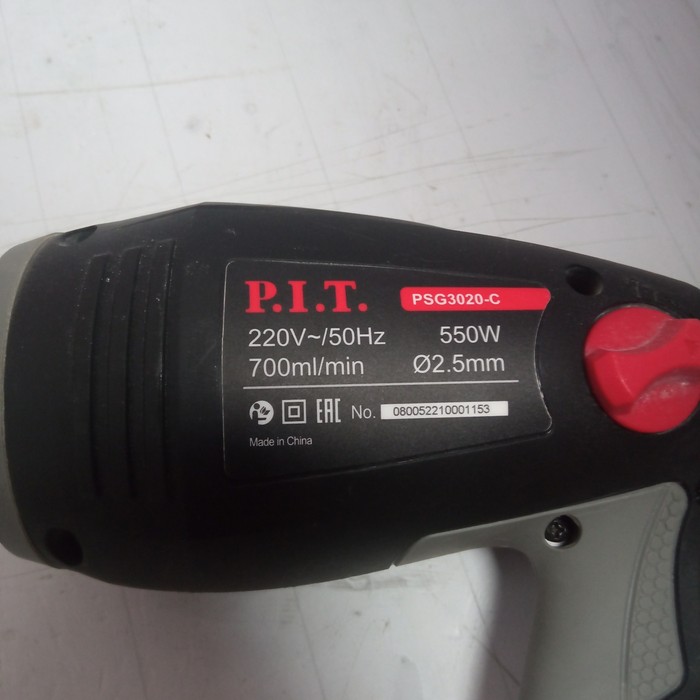 P.I.T. PSG3020-C
220V~/50Hz 550W
700ml/min Ø2.5mm
EAC No. 080052210001153
Made in China